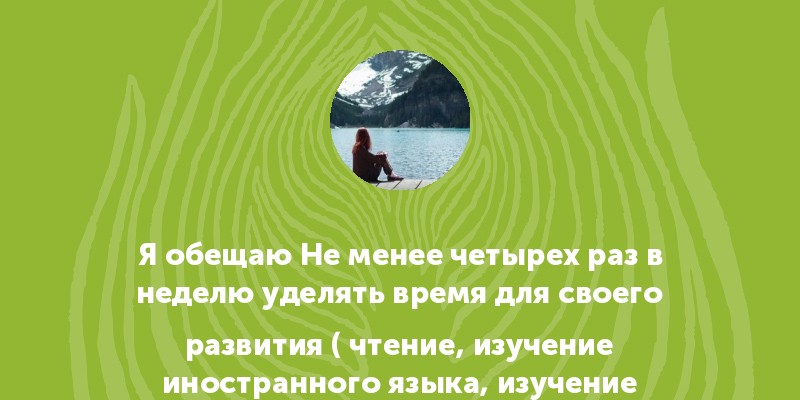 Я обещаю Не менее четырех раз в
неделю уделять время для своего
развития ( чтение, изучение
иностранного языка, изучение